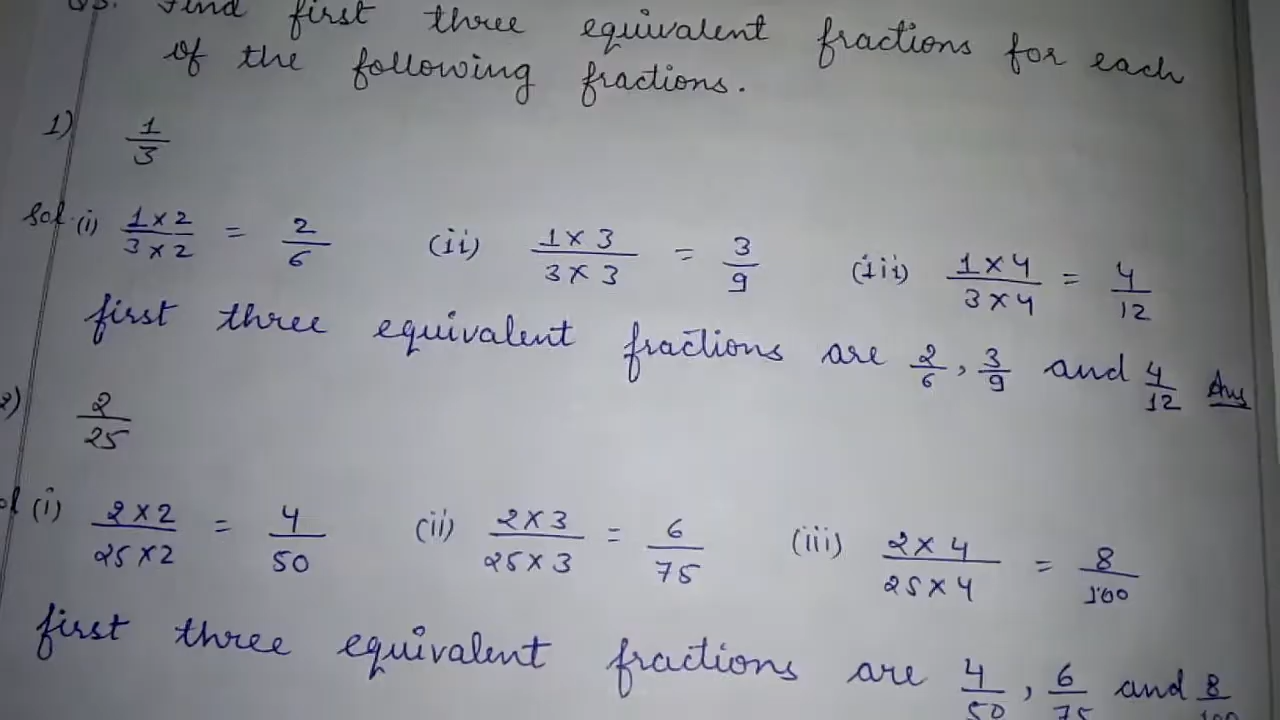 Q3. Find first three equivalent fractions for each
of the following fractions.
1) 1/3
Sol. (i) 1 x 2 / 3 x 2 = 2/6 (ii) 1 x 3 / 3 x 3 = 3/9 (iii) 1 x 4 / 3 x 4 = 4/12
first three equivalent fractions are 2/6, 3/9 and 4/12 Ans
2) 2/25
(i) 2 x 2 / 25 x 2 = 4/50 (ii) 2 x 3 / 25 x 3 = 6/75 (iii) 2 x 4 / 25 x 4 = 8/100
first three equivalent fractions are 4/50, 6/75 and 8/100